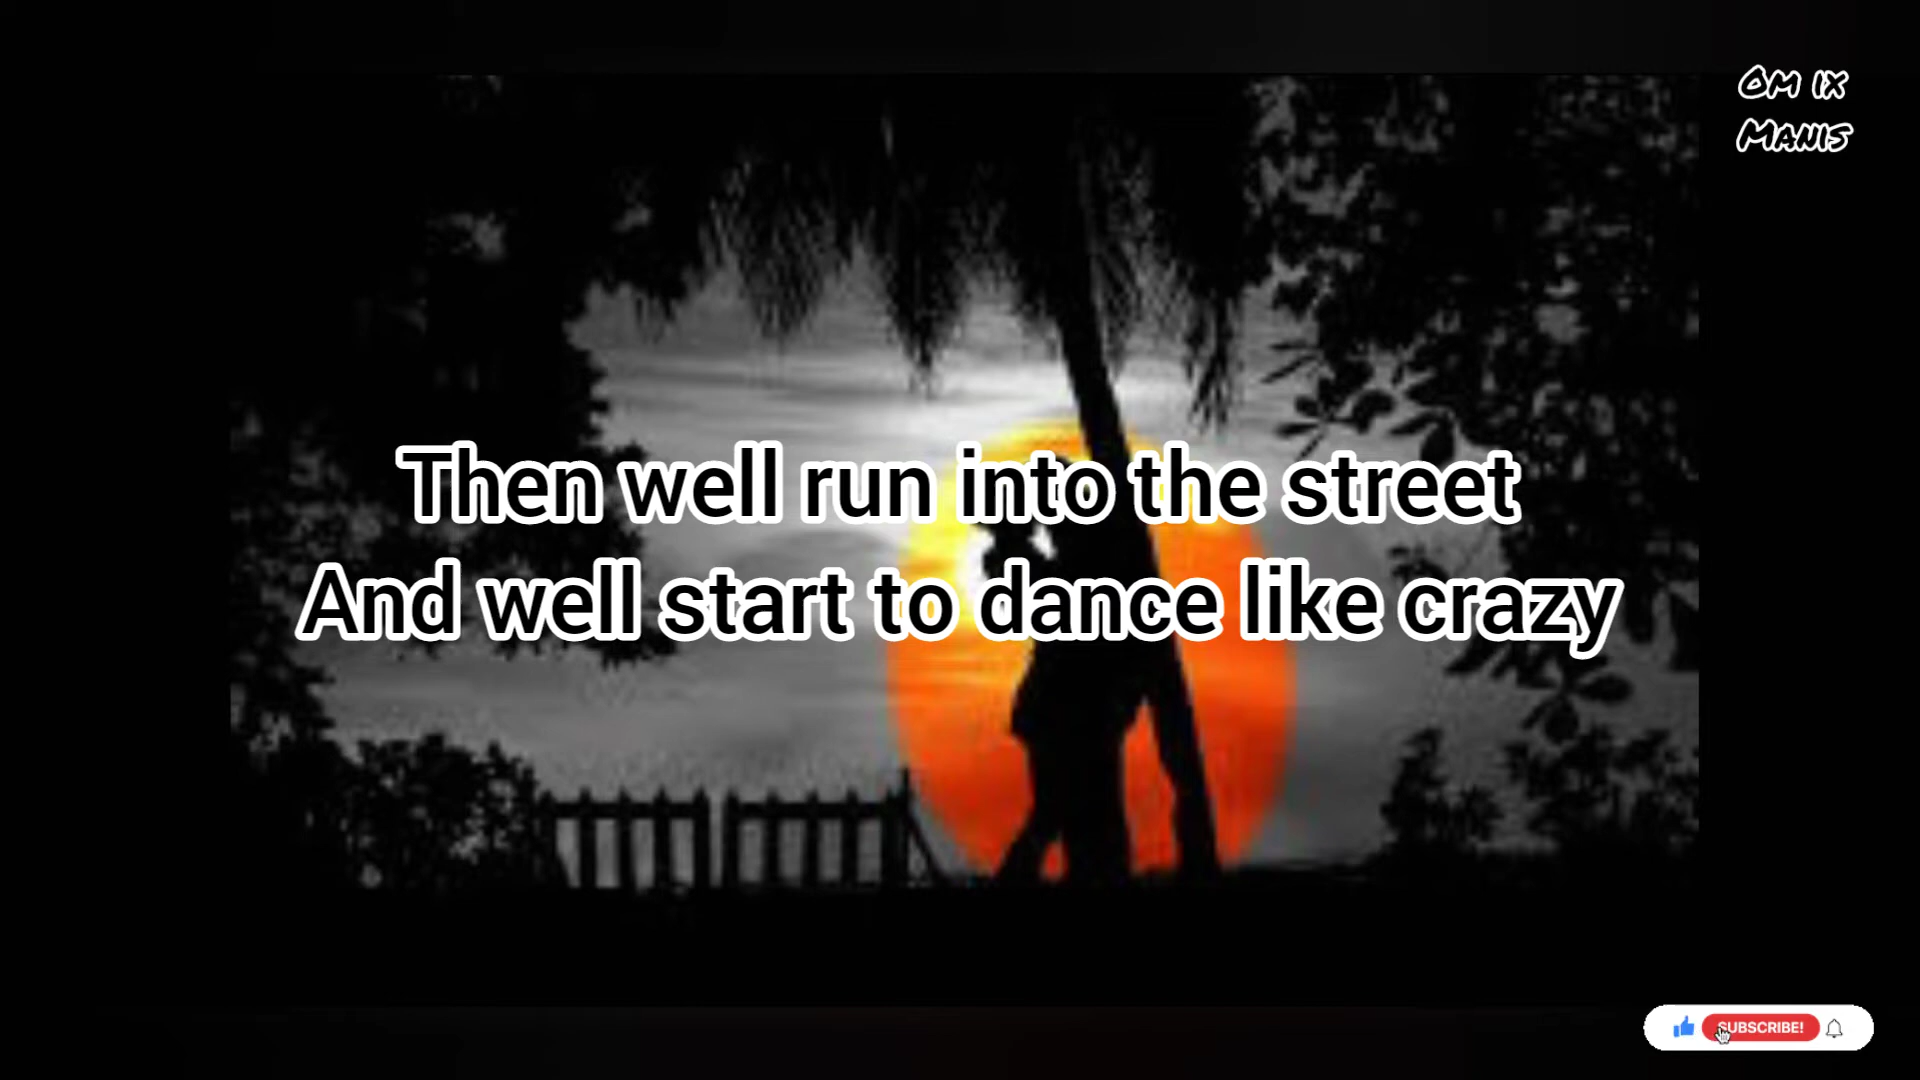 Om ix
Manis
Then well run into the street
And well start to dance like crazy
SUBSCRIBE!